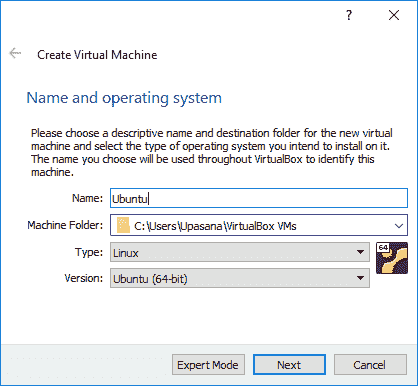 ?
Create Virtual Machine
Name and operating system
Please choose a descriptive name and destination folder for the new virtual
machine and select the type of operating system you intend to install on it.
The name you choose will be used throughout VirtualBox to identify this
machine.
Name: Ubuntu
Machine Folder: C:\Users\Upasana\VirtualBox VMs
Type: Linux
64
Version: Ubuntu (64-bit)
Expert Mode Next Cancel